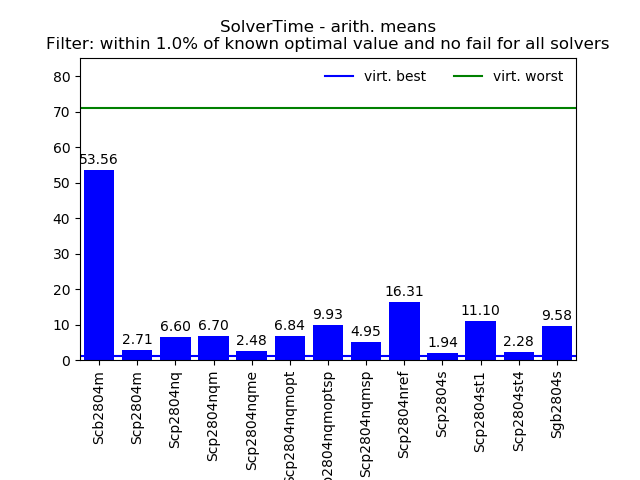 SolverTime - arith. means
Filter: within 1.0% of known optimal value and no fail for all solvers
virt. best
virt. worst
80
70
60
50
40
30
20
10
0
53.56
2.71
6.60
6.70
2.48
6.84
9.93
4.95
16.31
1.94
11.10
2.28
9.58
Scb2804m
Scp2804m
Scp2804nq
Scp2804nqm
Scp2804nqme
Scp2804nqmopt
p2804nqmoptsp
Scp2804nqmsp
Scp2804nref
Scp2804s
Scp2804st1
Scp2804st4
Sgb2804s